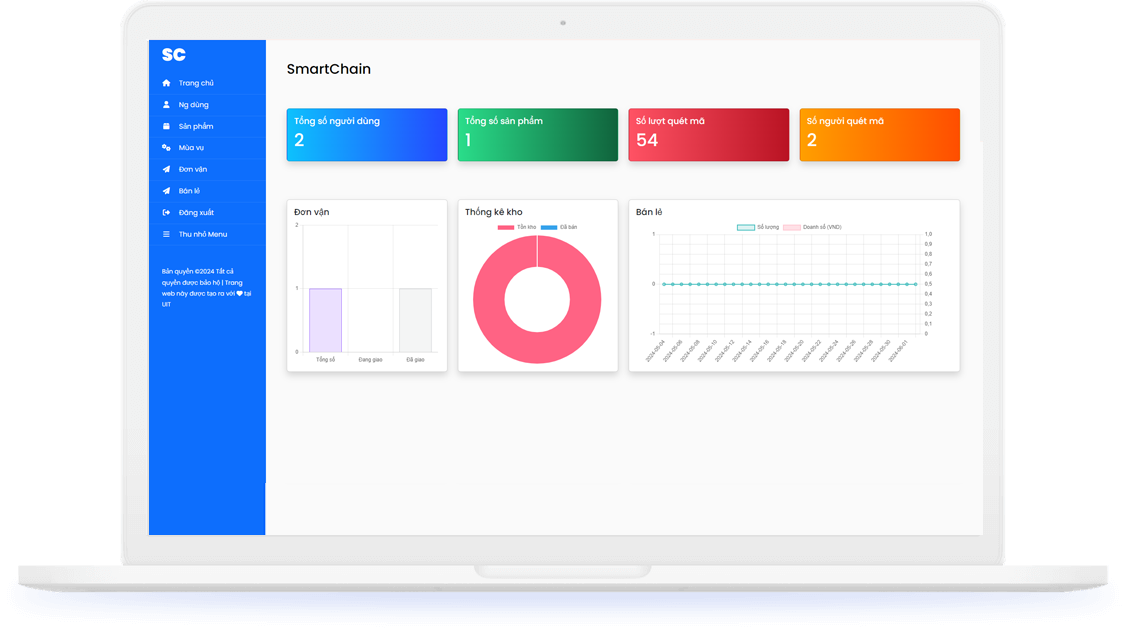 SC
Trang chủ
Ng dùng
Sản phẩm
Mùa vụ
Đơn vận
Bán lẻ
Đăng xuất
Thu nhỏ Menu
Bản quyền ©2024 Tất cả
quyền được bảo hộ | Trang
web này được tạo ra với tại
UIT
SmartChain
Tổng số người dùng
2
Tổng số sản phẩm
1
Số lượt quét mã
54
Số người quét mã
2
Đơn vận
2
1
0
Tổng số Đang giao Đã giao
Thống kê kho
Tồn kho Đã bán
Bán lẻ
Số lượng Doanh số (VND)
1
0
-1
1,0
0,9
0,8
0,7
0,6
0,5
0,4
0,3
0,2
0,1
0
2024-05-04
2024-05-06
2024-05-08
2024-05-10
2024-05-12
2024-05-14
2024-05-16
2024-05-18
2024-05-20
2024-05-22
2024-05-24
2024-05-26
2024-05-28
2024-05-30
2024-06-01